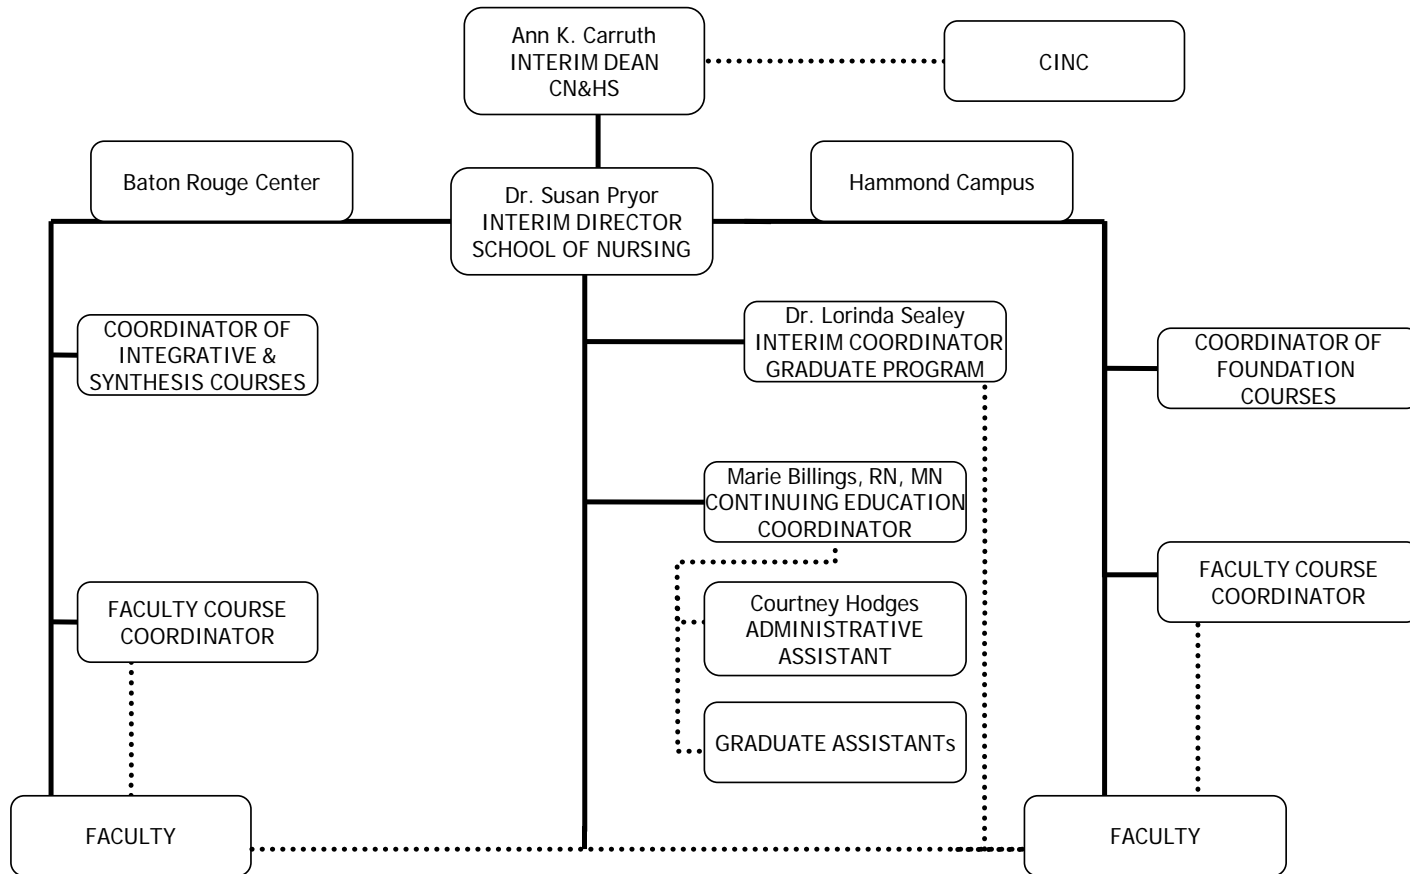 Ann K. Carruth
INTERIM DEAN
CN&HS
CINC
Baton Rouge Center
Hammond Campus
Dr. Susan Pryor
INTERIM DIRECTOR
SCHOOL OF NURSING
COORDINATOR OF
INTEGRATIVE &
SYNTHESIS COURSES
Dr. Lorinda Sealey
INTERIM COORDINATOR
GRADUATE PROGRAM
COORDINATOR OF
FOUNDATION
COURSES
Marie Billings, RN, MN
CONTINUING EDUCATION
COORDINATOR
FACULTY COURSE
COORDINATOR
Courtney Hodges
ADMINISTRATIVE
ASSISTANT
FACULTY COURSE
COORDINATOR
GRADUATE ASSISTANTs
FACULTY
FACULTY